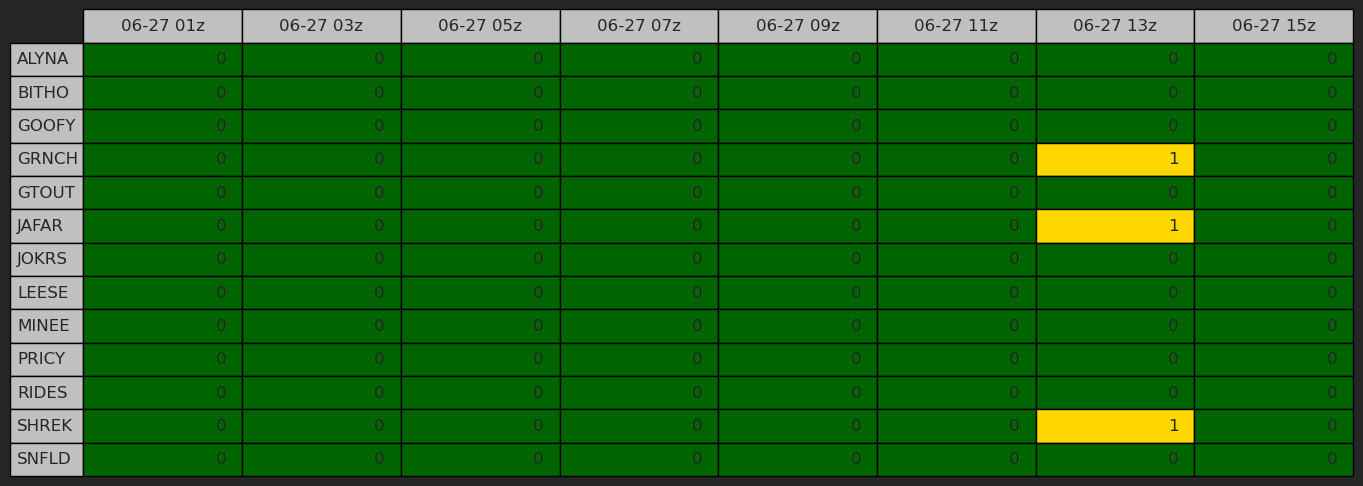 06-27 01z 06-27 03z 06-27 05z 06-27 07z 06-27 09z 06-27 11z 06-27 13z 06-27 15z
ALYNA 0 0 0 0 0 0 0 0
BITHO 0 0 0 0 0 0 0 0
GOOFY 0 0 0 0 0 0 0 0
GRNCH 0 0 0 0 0 0 1 0
GTOUT 0 0 0 0 0 0 0 0
JAFAR 0 0 0 0 0 0 1 0
JOKRS 0 0 0 0 0 0 0 0
LEESE 0 0 0 0 0 0 0 0
MINEE 0 0 0 0 0 0 0 0
PRICY 0 0 0 0 0 0 0 0
RIDES 0 0 0 0 0 0 0 0
SHREK 0 0 0 0 0 0 1 0
SNFLD 0 0 0 0 0 0 0 0